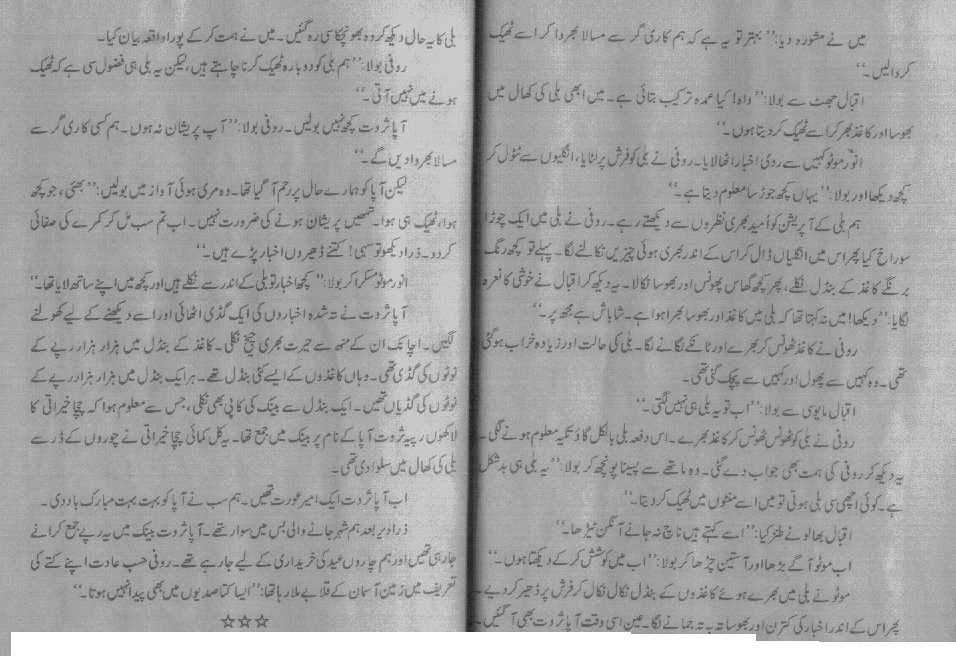 میں نے مشورہ دیا: ’’بہتر تو یہ ہے کہ ہم کاری گر سے مسالا بھروا کر اسے ٹھیک
کروالیں۔‘‘
اقبال جھٹ سے بولا: ’’واہ! کیا عمدہ ترکیب بتائی ہے۔ میں ابھی بلی کی کھال میں
بھوسا اور کاغذ بھر کر اسے ٹھیک کر دیتا ہوں۔‘‘
انور موٹو کہیں سے ردی اخبار اٹھا لایا۔ روفی نے بلی کو فرش پر لٹایا، انگلیوں سے ٹٹول کر
کچھ دیکھا اور بولا: ’’یہاں کچھ جوڑ سا معلوم دیتا ہے۔‘‘
ہم بلی کے آپریشن کو اُمید بھری نظروں سے دیکھتے رہے۔ روفی نے بلی میں ایک چوڑا
سوراخ کیا پھر اس میں انگلیاں ڈال کر اس کے اندر بھری ہوئی چیزیں نکالنے لگا۔ پہلے تو کچھ رنگ
برنگے کاغذ کے بنڈل نکلے، پھر کچھ گھاس پھونس اور بھوسا نکالا۔ یہ دیکھ کر اقبال نے خوشی کا نعرہ
لگایا: ’’دیکھا! میں نہ کہتا تھا کہ بلی میں کاغذ اور بھوسا بھرا ہوا ہے۔ شاباش ہے مجھ پر۔‘‘
روفی نے کاغذ ٹھونس کر بھرے اور ٹانکے لگانے لگا۔ بلی کی حالت اور زیادہ خراب ہوگئی
تھی۔ وہ کہیں سے پھول اور کہیں سے پچک گئی تھی۔
اقبال مایوسی سے بولا: ’’اب تو یہ بلی ہی نہیں لگتی۔‘‘
روفی نے بلی کو ٹھونس ٹھونس کر کاغذ بھرے۔ اس دفعہ بلی بالکل گاؤ تکیہ معلوم ہونے لگی۔
یہ دیکھ کر روفی کی ہمت بھی جواب دے گئی۔ وہ ماتھے سے پسینا پونچھ کر بولا: ’’یہ بلی ہی بد شکل
ہے۔ کوئی اچھی سی بلی ہوتی تو میں اسے منٹوں میں ٹھیک کر دیتا۔‘‘
اقبال بھالو نے طنز کیا: ’’اسے کہتے ہیں ناچ نہ جانے آنگن ٹیڑھا۔‘‘
اب موٹو آگے بڑھا اور آستین چڑھا کر بولا: ’’اب میں کوشش کر کے دیکھتا ہوں۔‘‘
موٹو نے بلی میں بھرے ہوئے کاغذوں کے بنڈل نکال نکال کر فرش پر ڈھیر کر دیے۔
پھر اس کے اندر اخبار کی کترن اور بھوسا تہ بہ تہ جمانے لگا۔ عین اسی وقت آپا ثروت بھی آ گئیں۔
بلی کا یہ حال دیکھ کر وہ بھونچکا سی رہ گئیں۔ میں نے ہمت کر کے پورا واقعہ بیان کیا۔
روفی بولا: ’’ہم بلی کو دوبارہ ٹھیک کرنا چاہتے ہیں، لیکن یہ بلی ہی فضول سی ہے کہ ٹھیک
ہونے میں نہیں آتی۔‘‘
آپا ثروت کچھ نہیں بولیں۔ روفی بولا: ’’آپ پریشان نہ ہوں۔ ہم کسی کاری گر سے
مسالا بھروا دیں گے۔‘‘
لیکن آپا کو ہمارے حال پر رحم آ گیا تھا۔ وہ مری ہوئی آواز میں بولیں: ’’بھئی، جو کچھ
ہوا، ٹھیک ہی ہوا۔ تمھیں پریشان ہونے کی ضرورت نہیں۔ اب تم سب مل کر کمرے کی صفائی
کر دو۔ ذرا دیکھو تو سہی! کتنے ڈھیروں اخبار پڑے ہیں۔‘‘
انور موٹو مسکرا کر بولا: ’’کچھ اخبار تو بلی کے اندر سے نکلے ہیں اور کچھ میں اپنے ساتھ لایا تھا۔‘‘
آپا ثروت نے تہ شدہ اخباروں کی ایک گڈی اٹھائی اور اسے دیکھنے کے لیے کھولنے
لگیں۔ اچانک ان کے منھ سے حیرت بھری چیخ نکلی۔ کاغذ کے بنڈل میں ہزار ہزار رپے کے
نوٹوں کی گڈی تھی۔ وہاں کاغذوں کے ایسے کئی بنڈل تھے۔ ہر ایک بنڈل میں ہزار ہزار رپے کے
نوٹوں کی گڈیاں تھیں۔ ایک بنڈل سے بینک کی کاپی بھی نکلی، جس سے معلوم ہوا کہ چچا خیراتی کا
لاکھوں رپیہ ثروت آپا کے نام پر بینک میں جمع تھا۔ یہ کل کمائی چچا خیراتی نے چوروں کے ڈر سے
بلی کی کھال میں سلوا دی تھی۔
اب آپا ثروت ایک امیر عورت تھیں۔ ہم سب نے آپا کو بہت بہت مبارک باد دی۔
ذرا دیر بعد ہم شہر جانے والی بس میں سوار تھے۔ آپا ثروت بینک میں یہ رپے جمع کرانے
جا رہی تھیں اور ہم چاروں عید کی خریداری کے لیے جا رہے تھے۔ روفی حسب عادت اپنے کتے کی
تعریف میں زمین آسمان کے قلابے ملا رہا تھا: ’’ایسا کتا صدیوں میں بھی پیدا نہیں ہوتا۔‘‘
☆☆☆